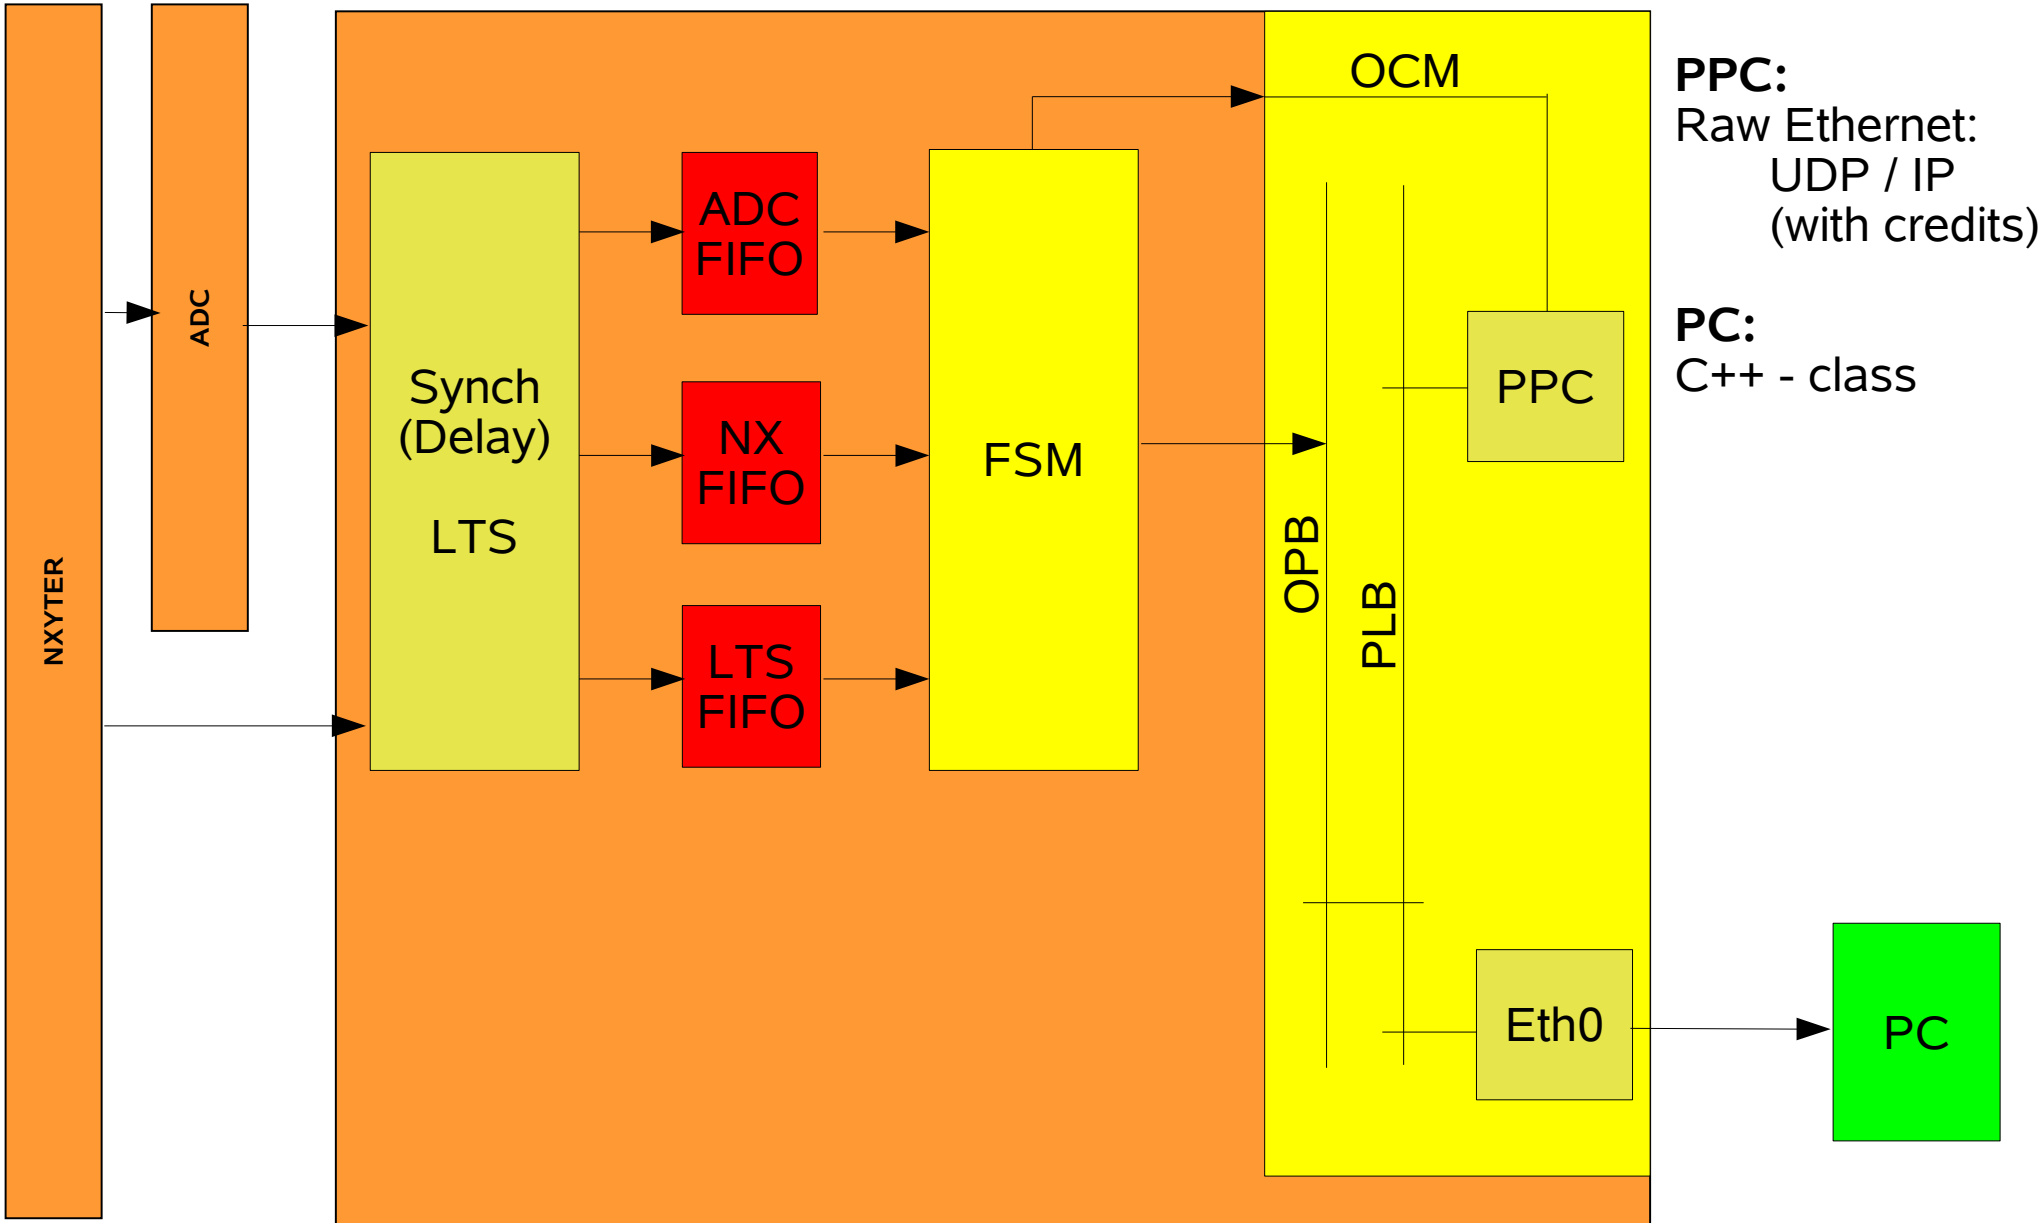 NXYTER
ADC
Synch
(Delay)
LTS
ADC
FIFO
NX
FIFO
LTS
FIFO
FSM
OCM
OPB
PLB
PPC
Eth0
PC
PPC:
Raw Ethernet:
UDP / IP
(with credits)
PC:
C++ - class